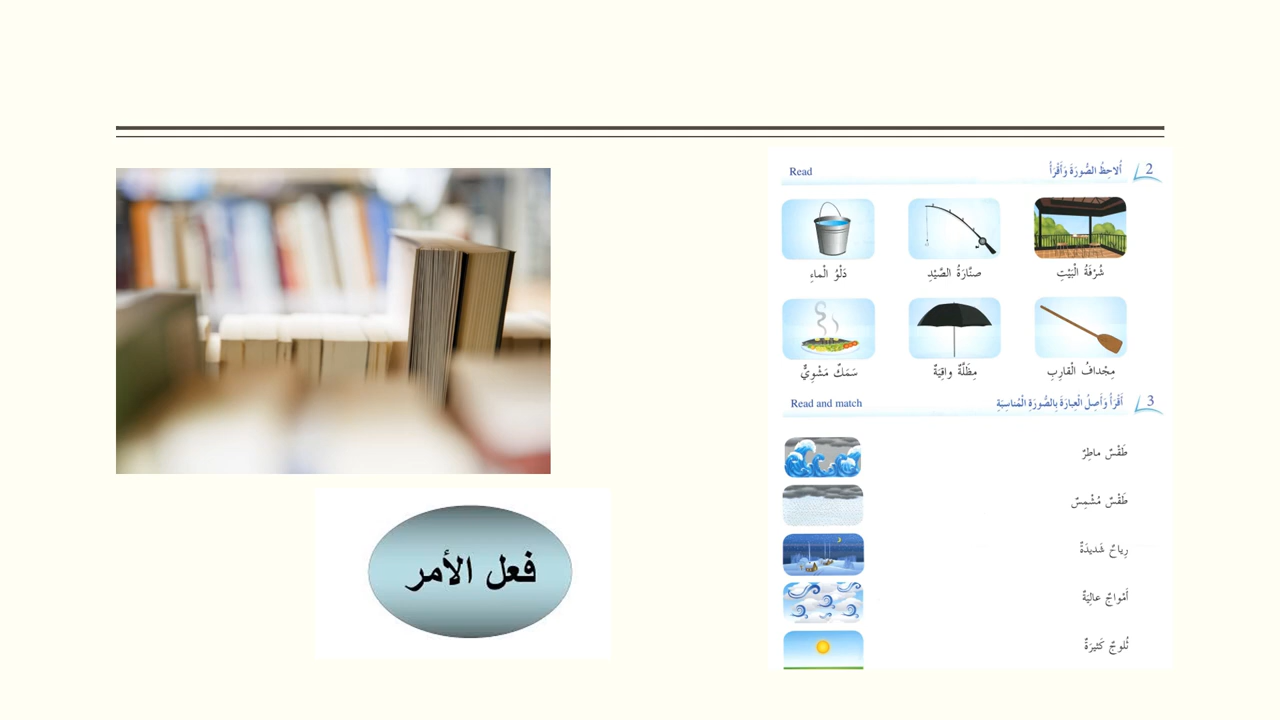 2 أُلاحِظُ الصُّورَةَ وَأَقْرَأُ Read
شُرْفَةُ الْبَيْتِ صنّارَةُ الصَّيْدِ دَلْوُ الْماءِ
مِجْدافُ الْقارِبِ مِظَلَّةٌ واقِيَةٌ سَمَكٌ مَشْوِيٌّ
3 أَقْرَأُ وَأَصِلُ الْعِبارَةَ بِالصُّورَةِ الْمُناسِبَةِ Read and match
طَقْسٌ ماطِرٌ
طَقْسٌ مُشْمِسٌ
رِياحٌ شَديدَةٌ
أَمْواجٌ عالِيَةٌ
ثُلوجٌ كَثيرَةٌ
فعل الأمر